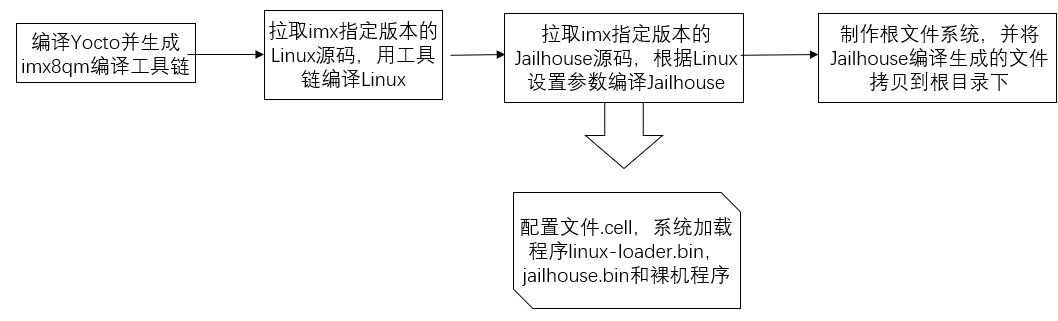 编译Yocto并生成
imx8qm编译工具链
拉取imx指定版本的
Linux源码，用工具
链编译Linux
拉取imx指定版本的
Jailhouse源码，根据Linux
设置参数编译Jailhouse
制作根文件系统，并将
Jailhouse编译生成的文件
拷贝到根目录下
配置文件.cell，系统加载
程序linux-loader.bin，
jailhouse.bin和裸机程序